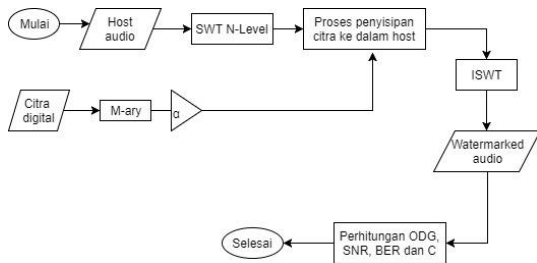 Mulai
Host
audio
SWT N-Level
Proses penyisipan
citra ke dalam host
ISWT
Citra
digital
M-ary
α
Watermarked
audio
Perhitungan ODG,
SNR, BER dan C
Selesai